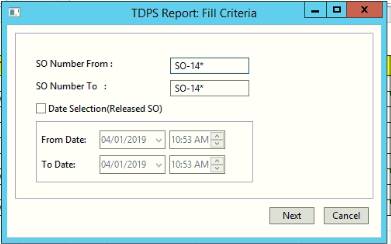 TDPS Report: Fill Criteria
SO Number From : SO-14*
SO Number To : SO-14*
Date Selection(Released SO)
From Date: 04/01/2019 10:53 AM
To Date: 04/01/2019 10:53 AM
Next Cancel